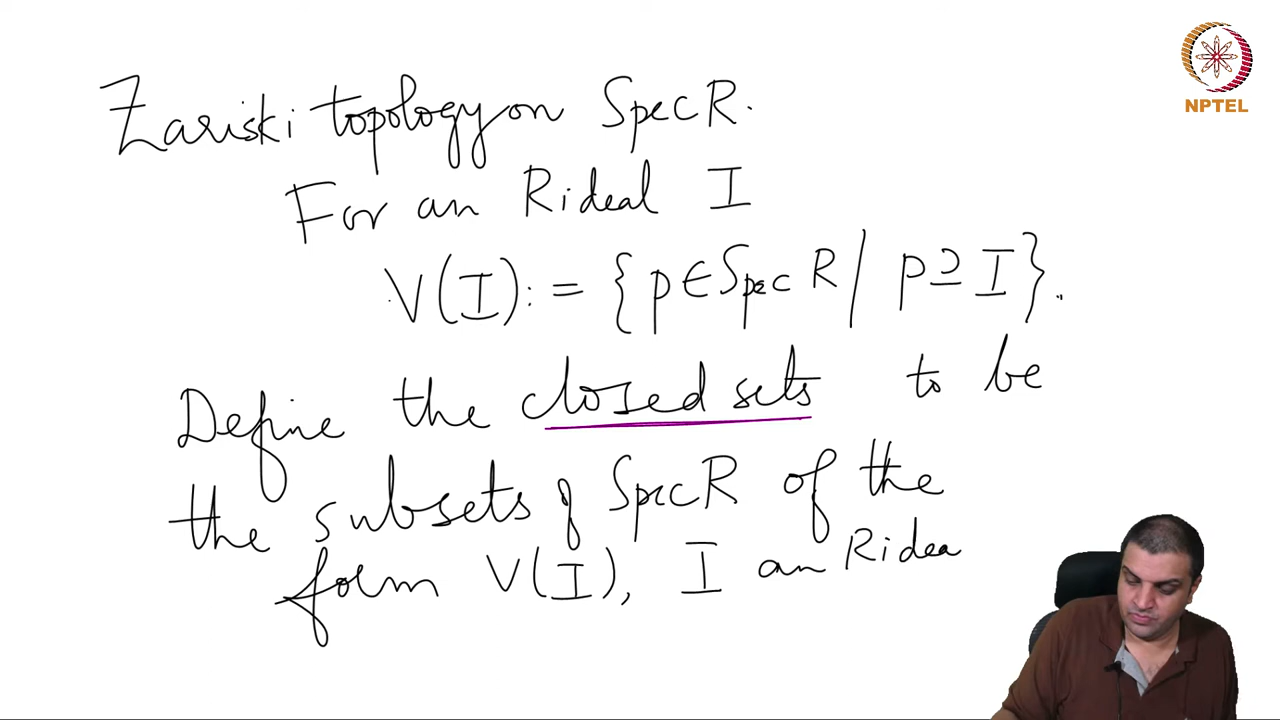 Zariski topology on Spec R.
NPTEL
For an R ideal I
V(I) := { p ∈ Spec R / p ⊇ I }.
Define the closed sets to be
the subsets of Spec R of the
form V(I), I an R idea